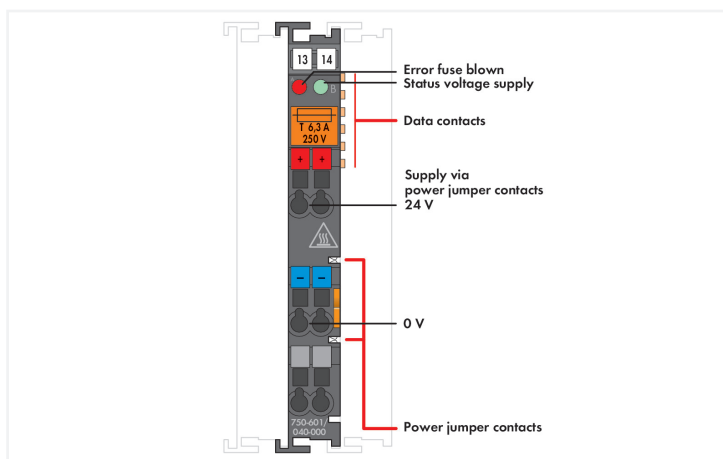 13 14
Error fuse blown
B
Status voltage supply
T 6,3 A
250 V
Data contacts
+ +
Supply via
power jumper contacts
24 V
− −
0 V
750-601/
040-000
Power jumper contacts